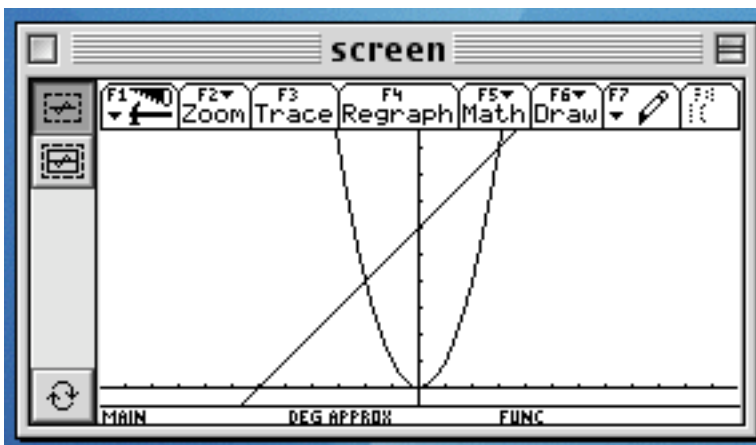 screen
F1 F2 F3 F4 F5 F6 F7
Zoom Trace Regraph Math Draw
MAIN DEG APPROX FUNC